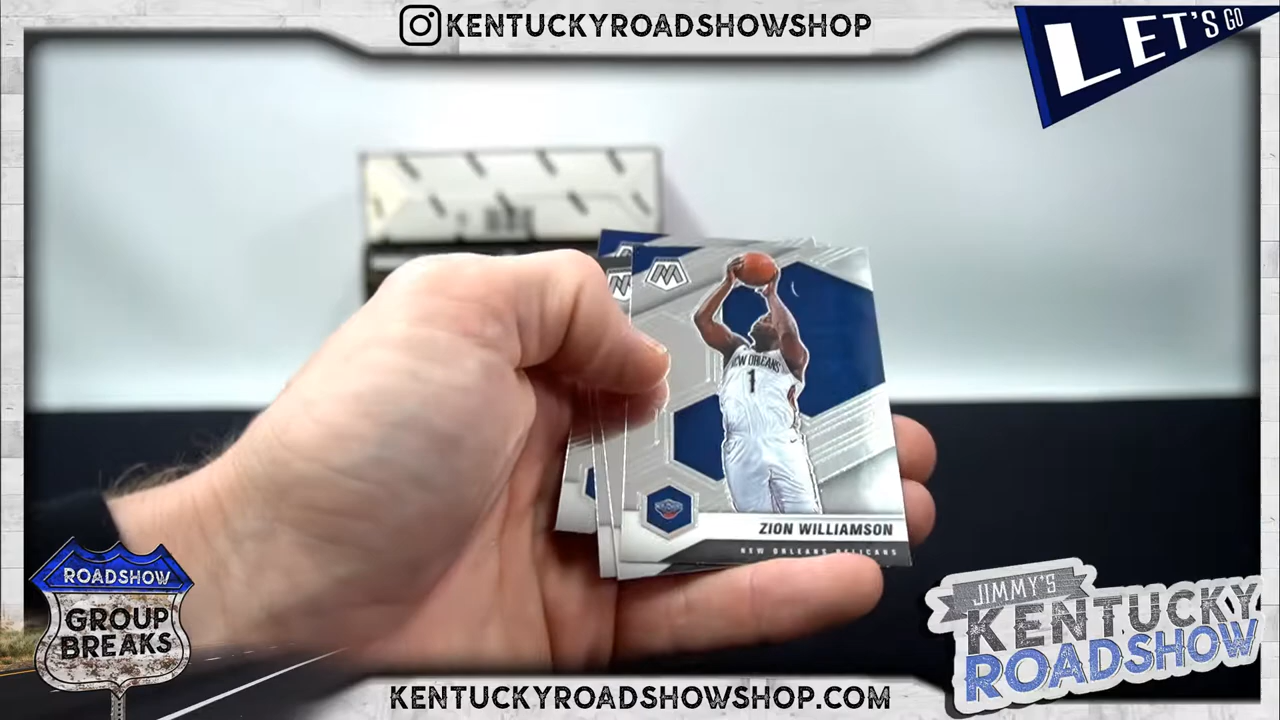 KENTUCKYROADSHOWSHOP
LET'S GO
NEW ORLEANS
1
ZION WILLIAMSON
NEW ORLEANS PELICANS
ROADSHOW
GROUP
BREAKS
JIMMY'S
KENTUCKY
ROADSHOW
KENTUCKYROADSHOWSHOP.COM